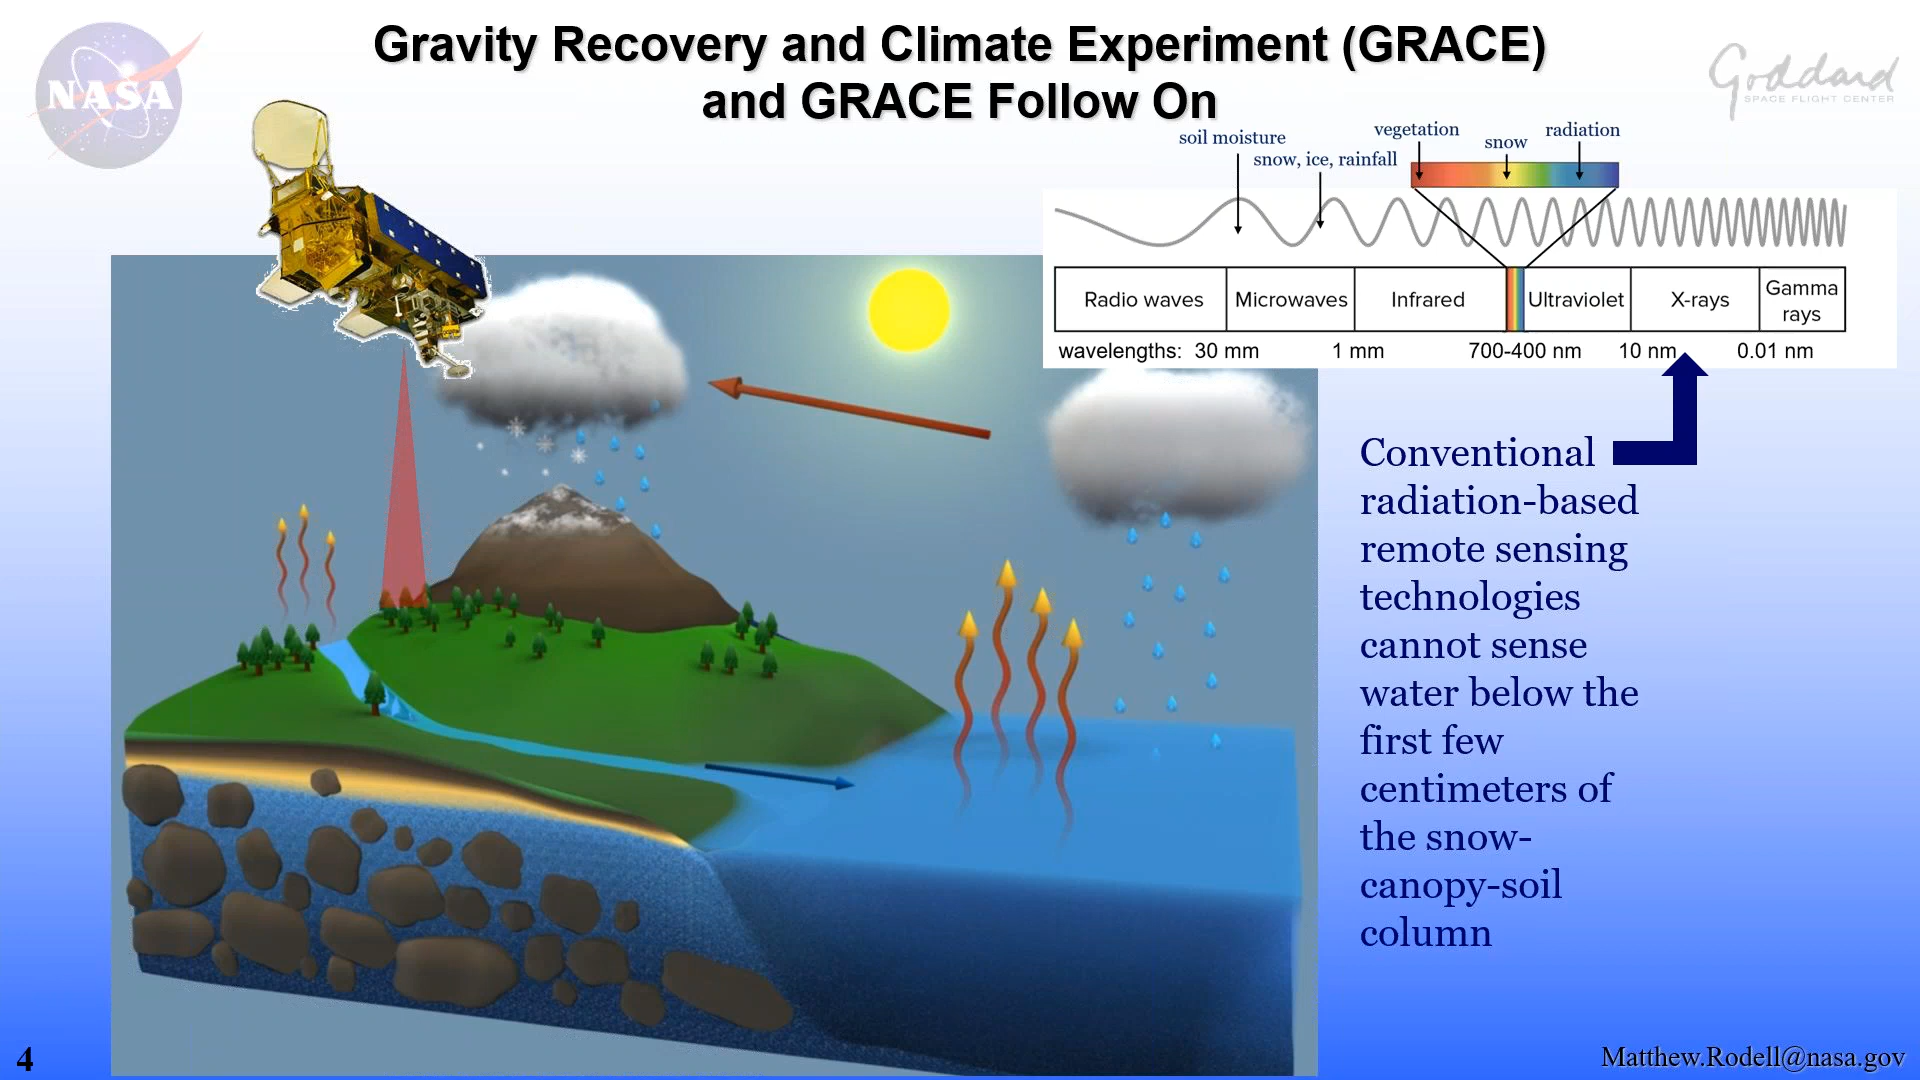 Gravity Recovery and Climate Experiment (GRACE)
and GRACE Follow On
NASA
Goddard
SPACE FLIGHT CENTER
soil moisture
snow, ice, rainfall
vegetation
snow
radiation
Radio waves
Microwaves
Infrared
Ultraviolet
X-rays
Gamma
rays
wavelengths: 30 mm 1 mm 700-400 nm 10 nm 0.01 nm
Conventional
radiation-based
remote sensing
technologies
cannot sense
water below the
first few
centimeters of
the snow-
canopy-soil
column
4
Matthew.Rodell@nasa.gov